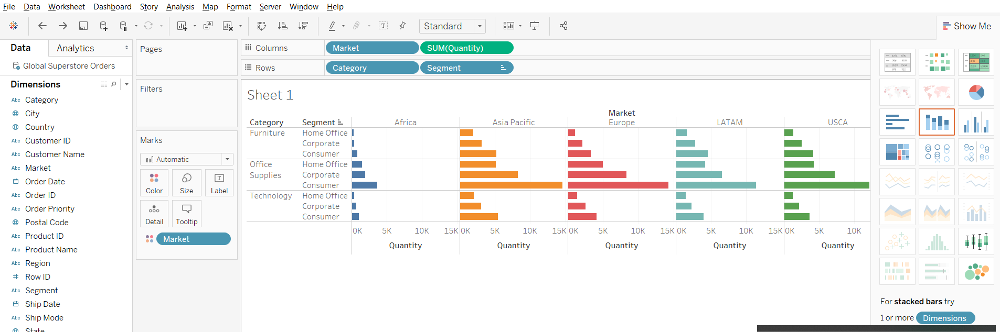 File Data Worksheet Dashboard Story Analysis Map Format Server Window Help
Standard
Show Me
Data Analytics
Global Superstore Orders
Dimensions
Abc Category
City
Country
Abc Customer ID
Abc Customer Name
Abc Market
Order Date
Abc Order ID
Abc Order Priority
Postal Code
Abc Product ID
Abc Product Name
Abc Region
# Row ID
Abc Segment
Ship Date
Abc Ship Mode
State
Pages
Filters
Marks
Automatic
Color Size Label
Detail Tooltip
Market
Columns Market SUM(Quantity)
Rows Category Segment
Sheet 1
Market
Category Segment Africa Asia Pacific Europe LATAM USCA
Furniture Home Office
Corporate
Consumer
Office Supplies Home Office
Corporate
Consumer
Technology Home Office
Corporate
Consumer
0K 5K 10K 15K 0K 5K 10K 15K 0K 5K 10K 15K 0K 5K 10K 15K 0K 5K 10K
Quantity Quantity Quantity Quantity Quantity
For stacked bars try
1 or more Dimensions